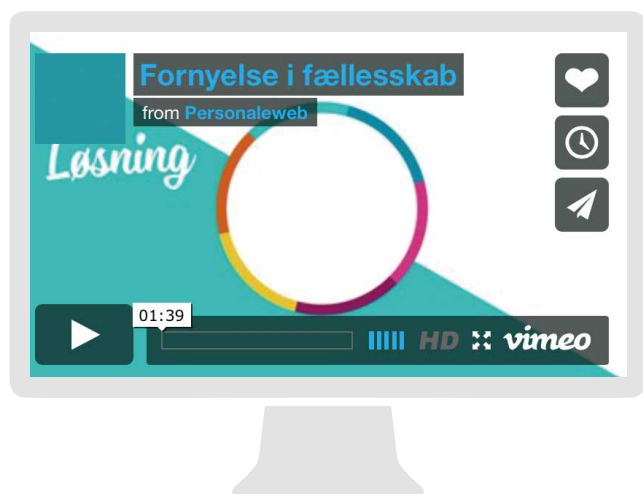 Fornyelse i fællesskab
from Personaleweb
Løsning
01:39
HD vimeo